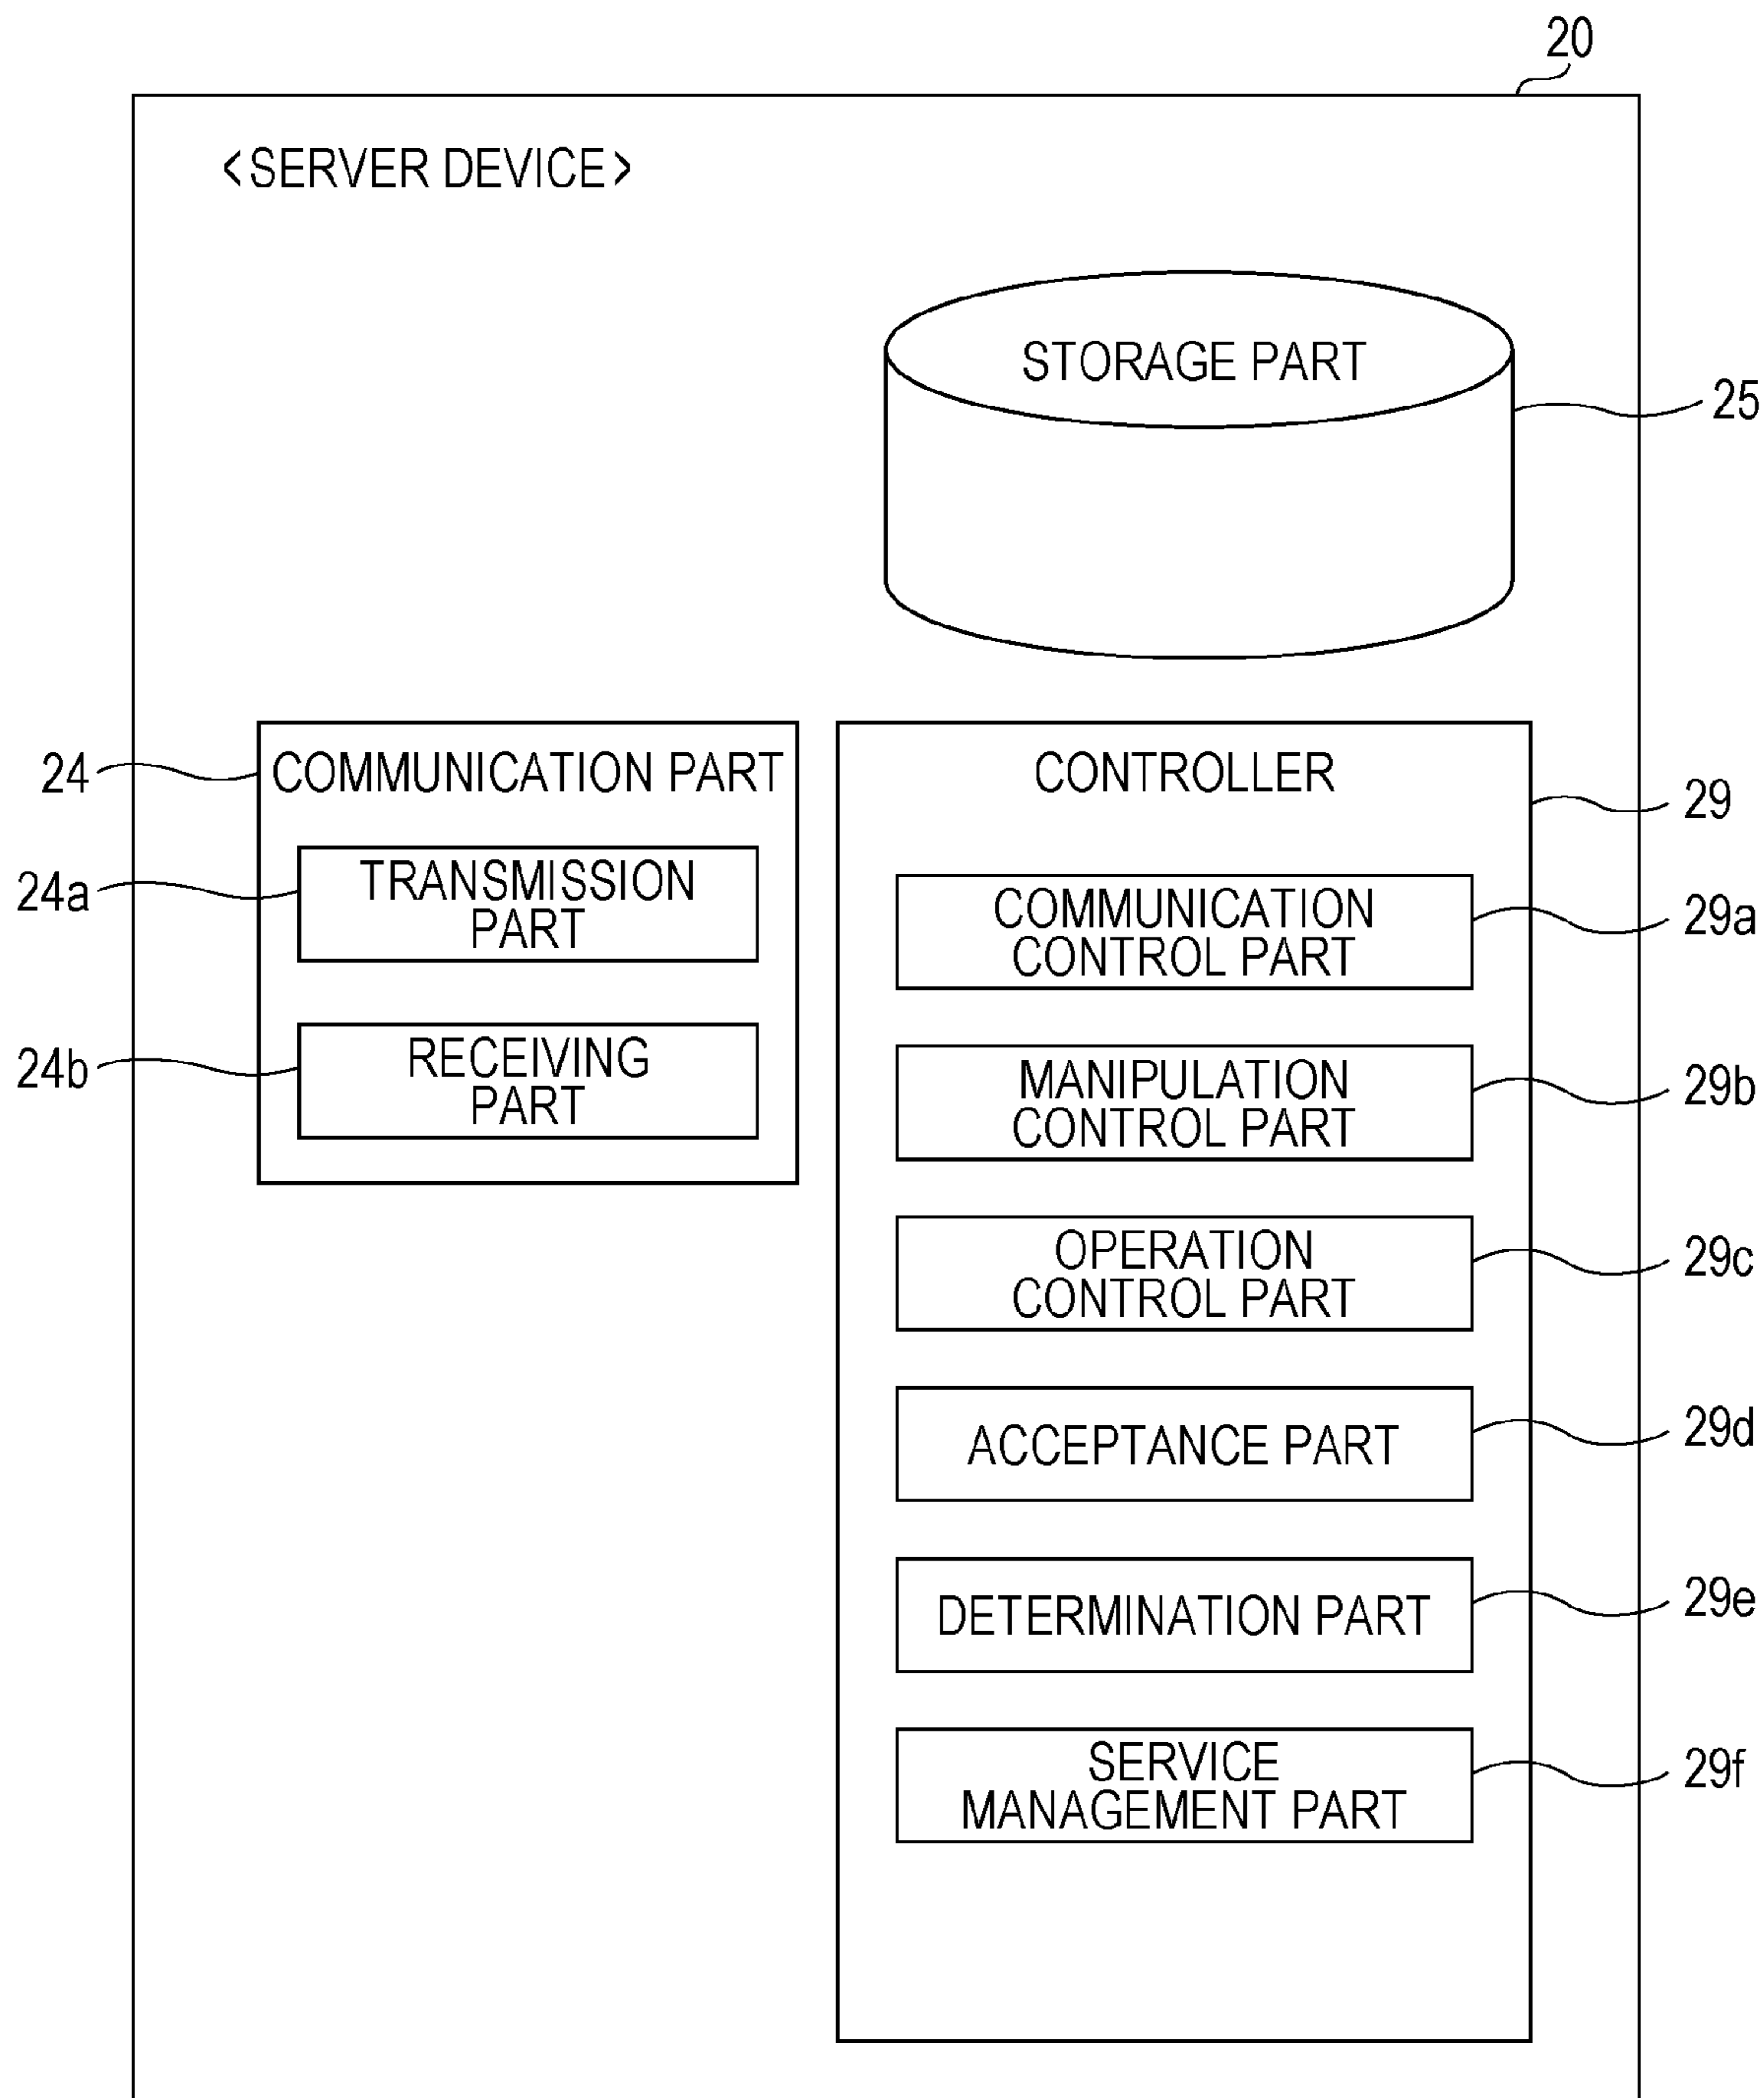 20
<SERVER DEVICE>
STORAGE PART
25
24
COMMUNICATION PART
24a
TRANSMISSION
PART
24b
RECEIVING
PART
CONTROLLER
29
COMMUNICATION
CONTROL PART
29a
MANIPULATION
CONTROL PART
29b
OPERATION
CONTROL PART
29c
ACCEPTANCE PART
29d
DETERMINATION PART
29e
SERVICE
MANAGEMENT PART
29f